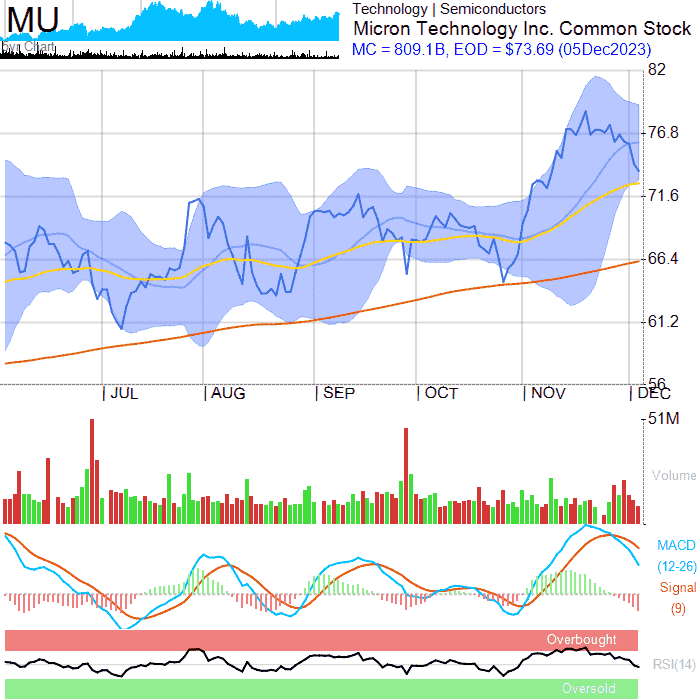 MU
Technology | Semiconductors
Micron Technology Inc. Common Stock
MC = 809.1B, EOD = $73.69 (05Dec2023)
82
76.8
71.6
66.4
61.2
56
| JUL | AUG | SEP | OCT | NOV | DEC
51M
Volume
MACD
(12-26)
Signal
(9)
Overbought
RSI(14)
Oversold